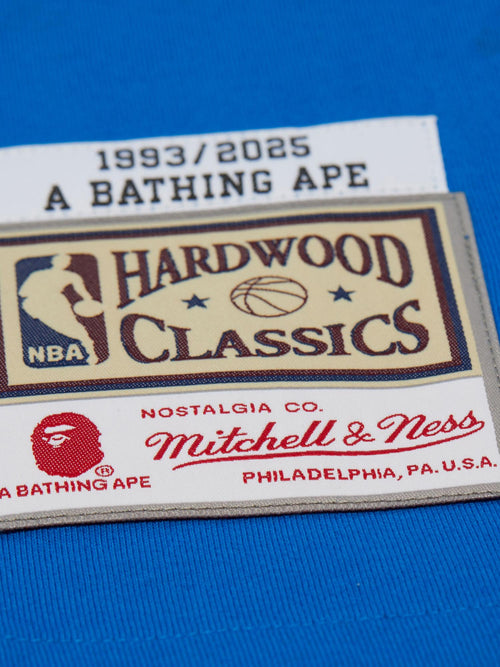 1993/2025
A BATHING APE
HARDWOOD
CLASSICS
NBA
NOSTALGIA CO.
Mitchell & Ness
PHILADELPHIA, PA. U.S.A.
®
A BATHING APE